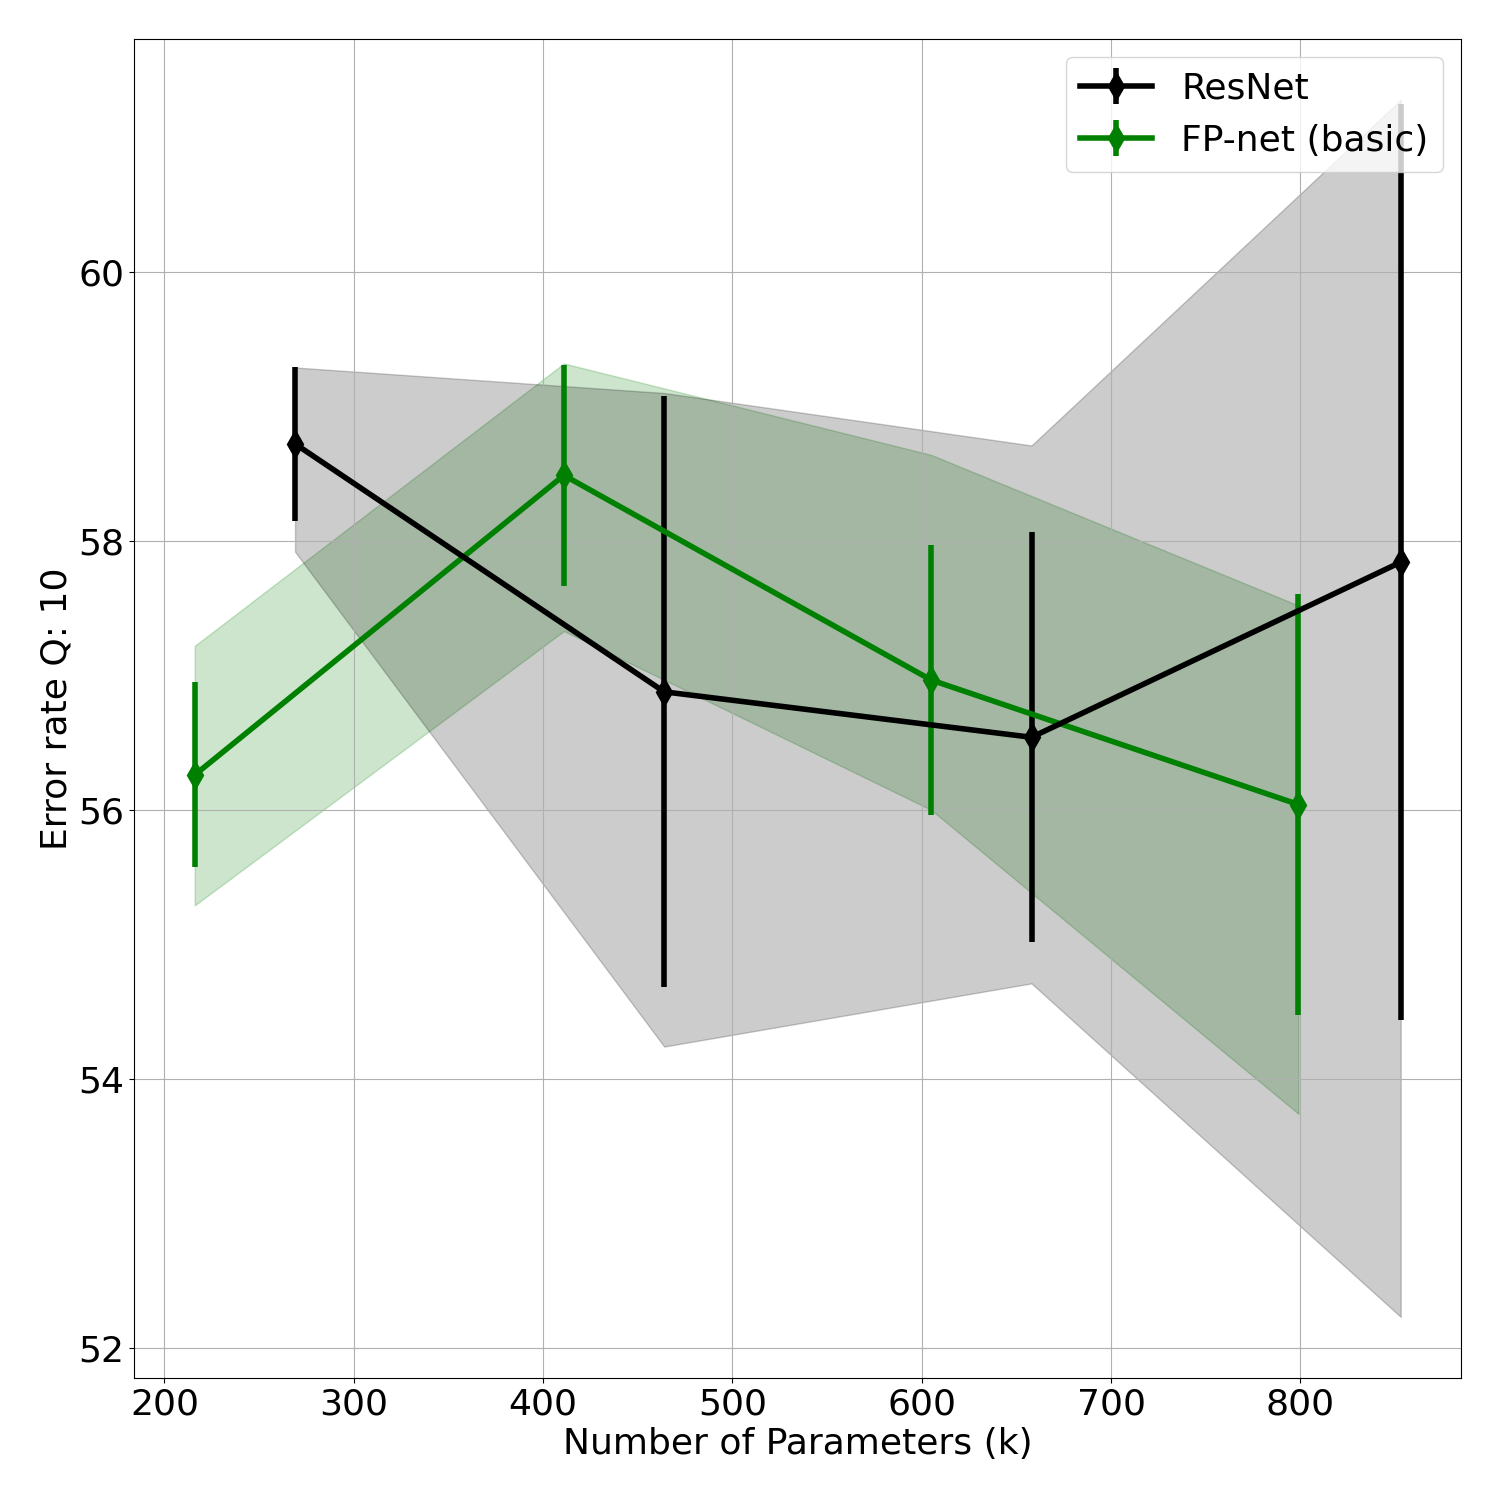 ResNet
FP-net (basic)
60
58
56
54
52
Error rate Q: 10
200 300 400 500 600 700 800
Number of Parameters (k)